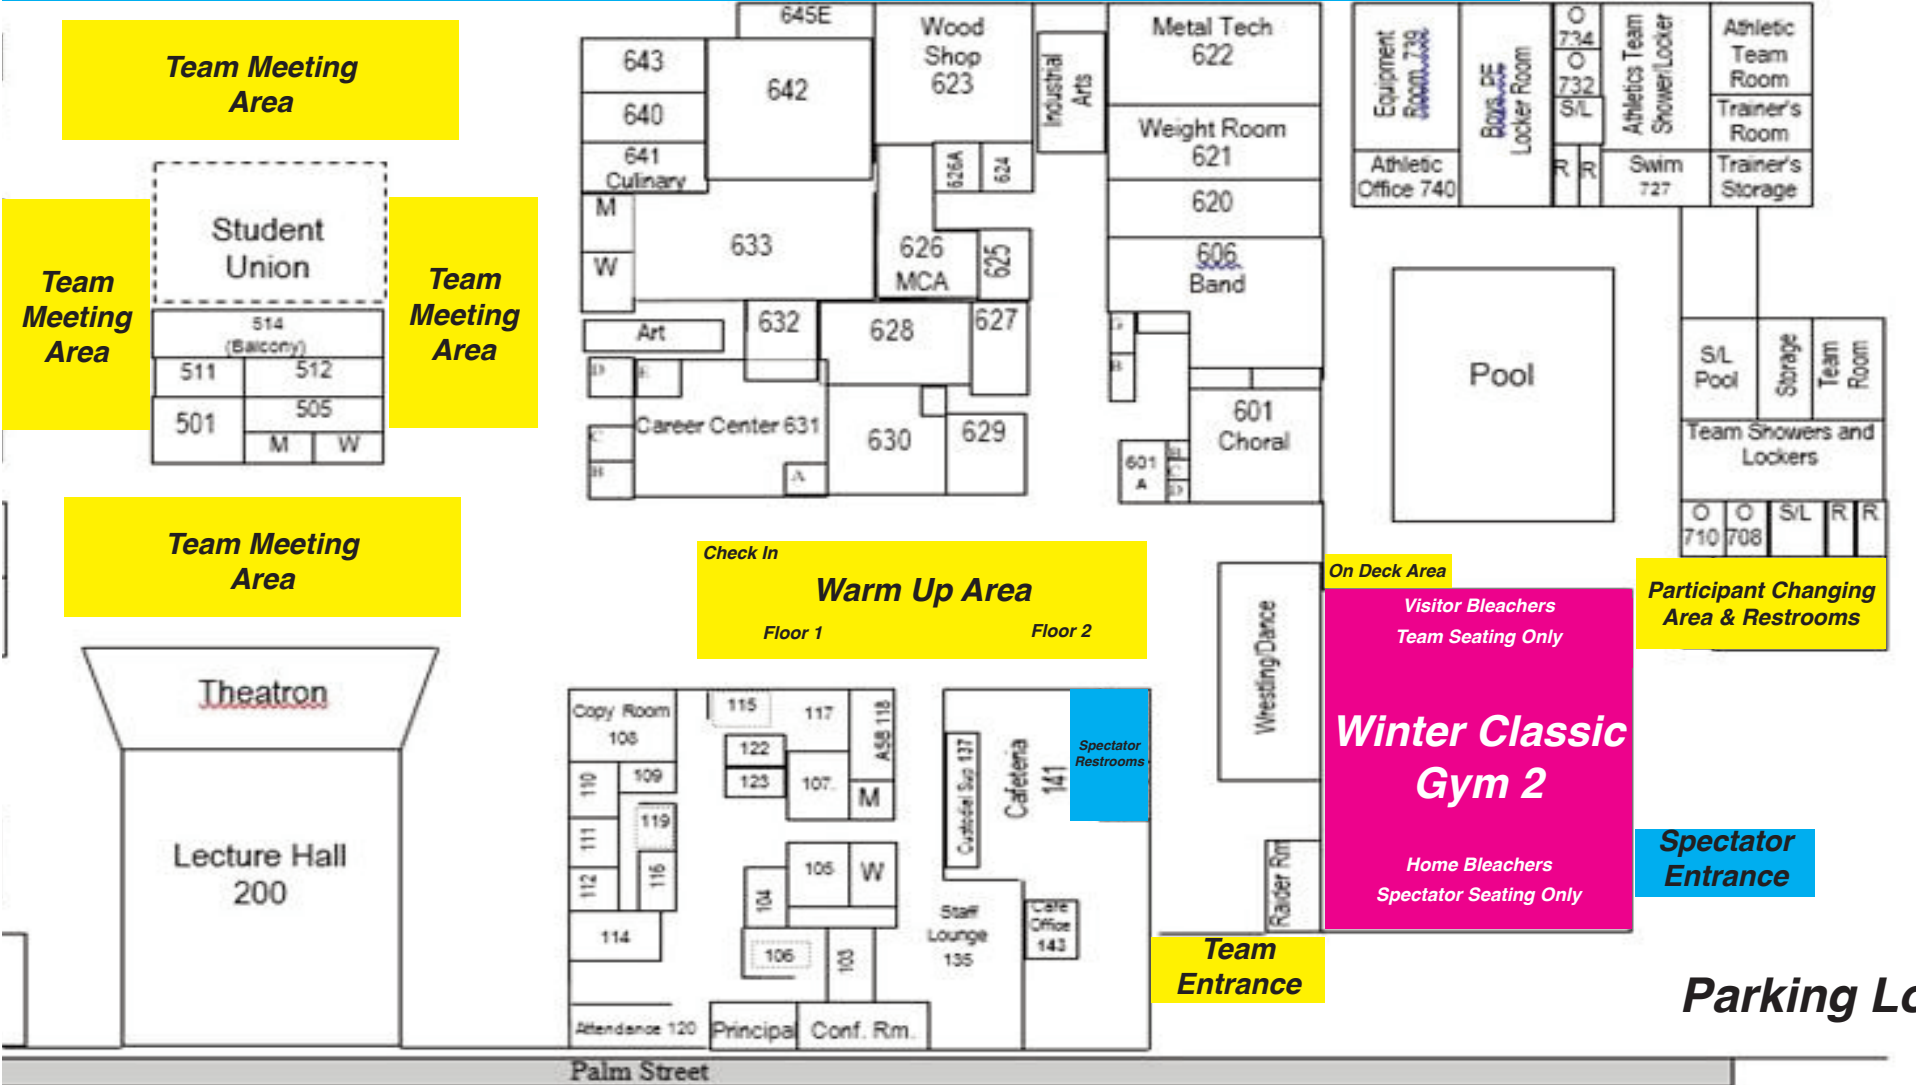 Team Meeting
Area
Student
Union
Team
Meeting
Area
Team
Meeting
Area
514
(Balcony)
511
512
501
505
M
W
Team Meeting
Area
Theatron
Lecture Hall
200
645E
643
642
640
641
Culinary
M
W
633
Wood
Shop
623
626A
624
626
MCA
625
Art
632
628
627
D
E
Career Center 631
C
B
A
630
629
Industrial
Arts
Metal Tech
622
Weight Room
621
620
606
Band
G
B
601
Choral
601
A
E
C
D
Equipment
Room 739
Boys PE
Locker Room
O
734
O
732
S/L
R
R
Athletics Team
Shower/Locker
Athletic
Team
Room
Trainer's
Room
Athletic
Office 740
Swim
727
Trainer's
Storage
Pool
S/L
Pool
Storage
Team
Room
Team Showers and
Lockers
O
710
O
708
S/L
R
R
Check In
Warm Up Area
Floor 1
Floor 2
On Deck Area
Participant Changing
Area & Restrooms
Wrestling/Dance
Visitor Bleachers
Team Seating Only
Winter Classic
Gym 2
Home Bleachers
Spectator Seating Only
Spectator
Entrance
Raider Rm
Team
Entrance
Copy Room
108
110
109
111
119
112
116
114
115
117
ASB 118
122
123
107
M
105
W
104
106
103
Custodial Sup 137
Cafeteria
141
Spectator
Restrooms
Staff
Lounge
135
Cafe
Office
143
Attendance 120
Principal
Conf. Rm.
Parking Lo
Palm Street